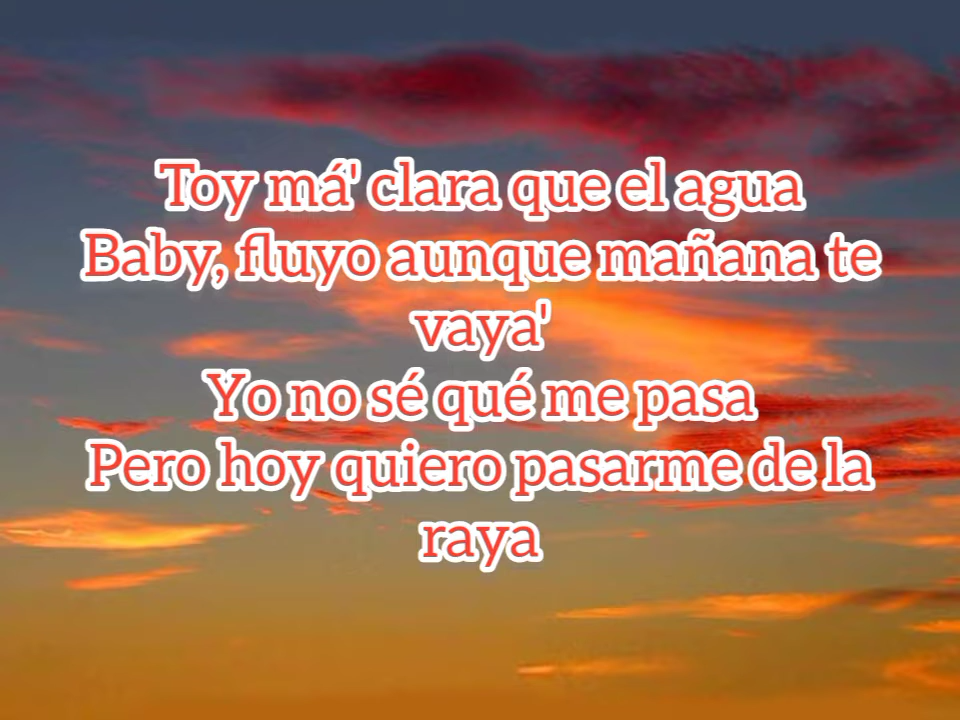 Toy má' clara que el agua
Baby, fluyo aunque mañana te
vaya'
Yo no sé qué me pasa
Pero hoy quiero pasarme de la
raya